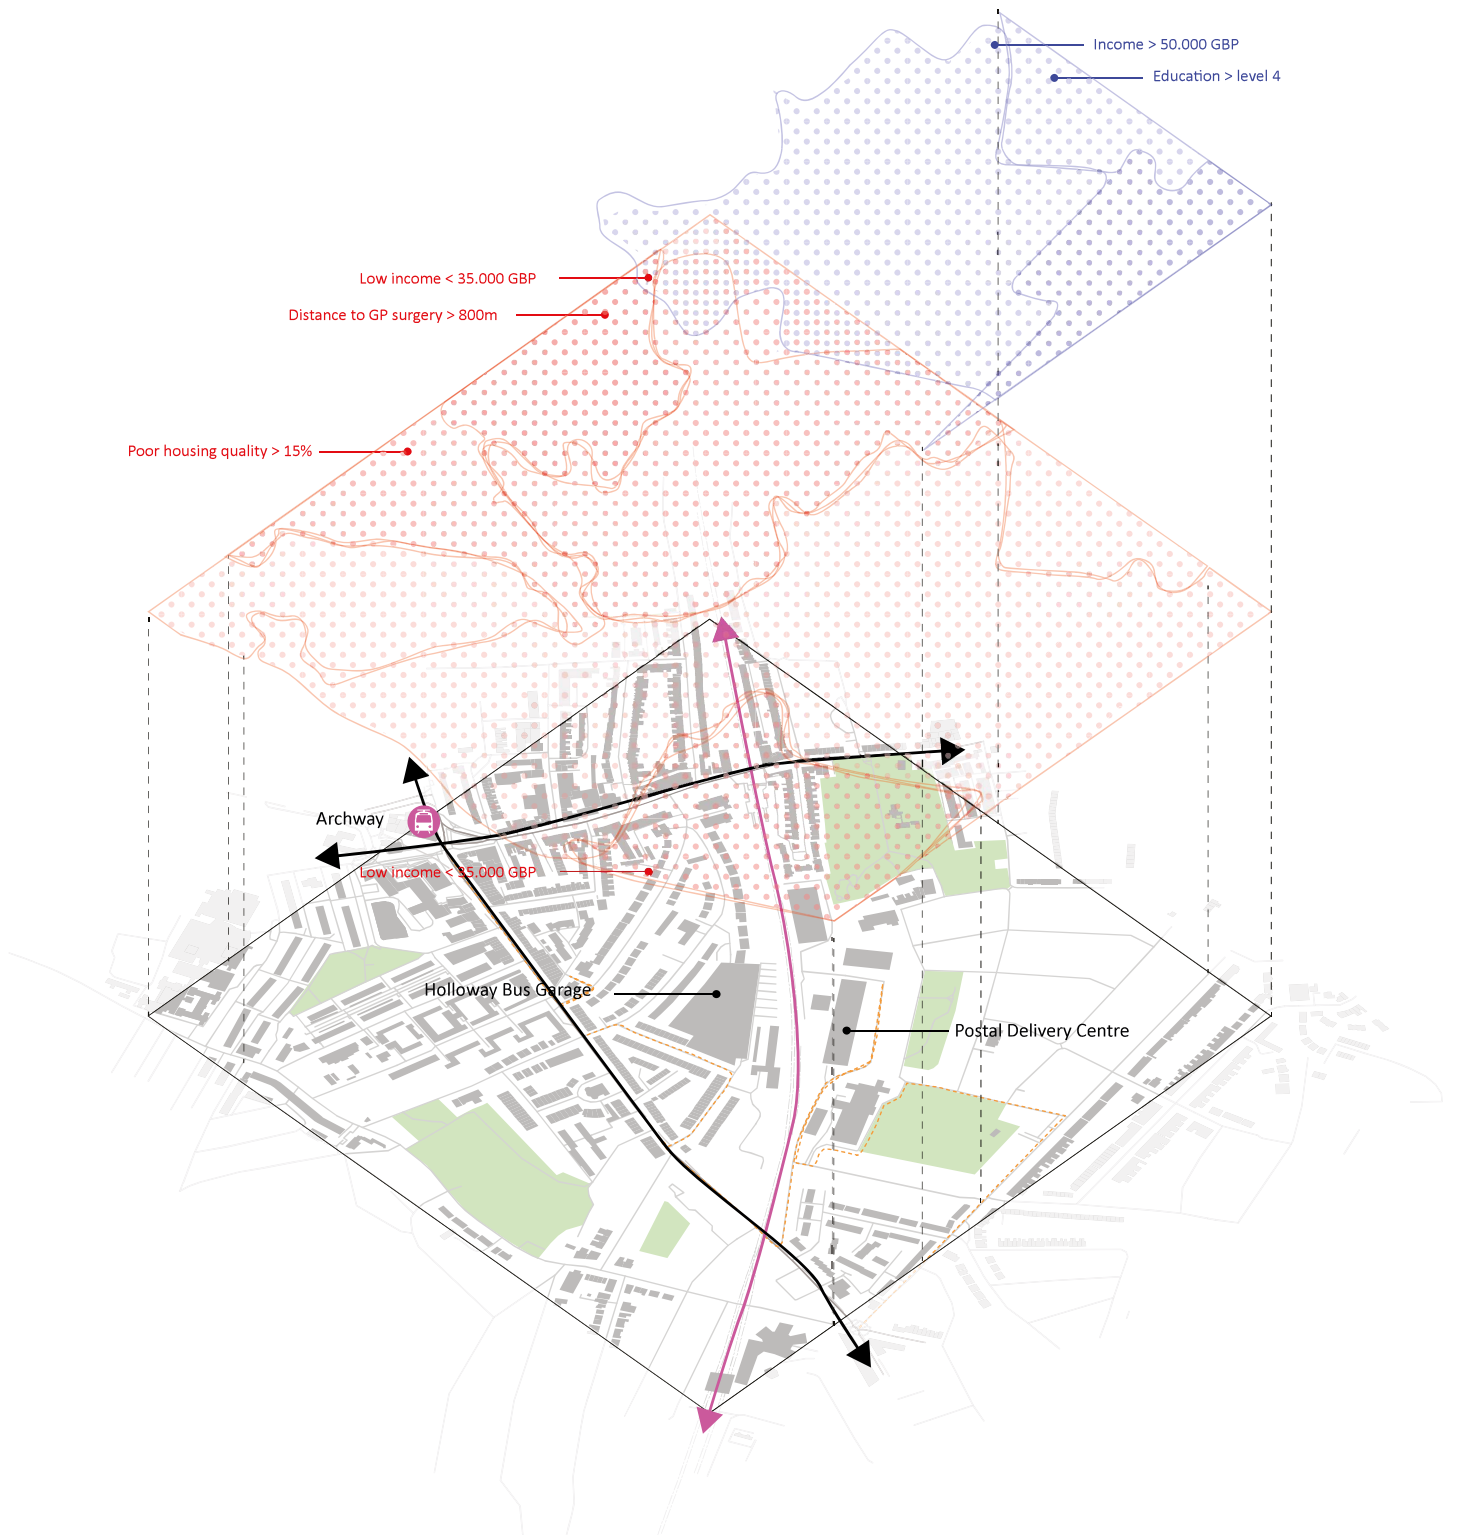 Income > 50.000 GBP
Education > level 4
Low income < 35.000 GBP
Distance to GP surgery > 800m
Poor housing quality > 15%
Archway
Low income < 35.000 GBP
Holloway Bus Garage
Postal Delivery Centre